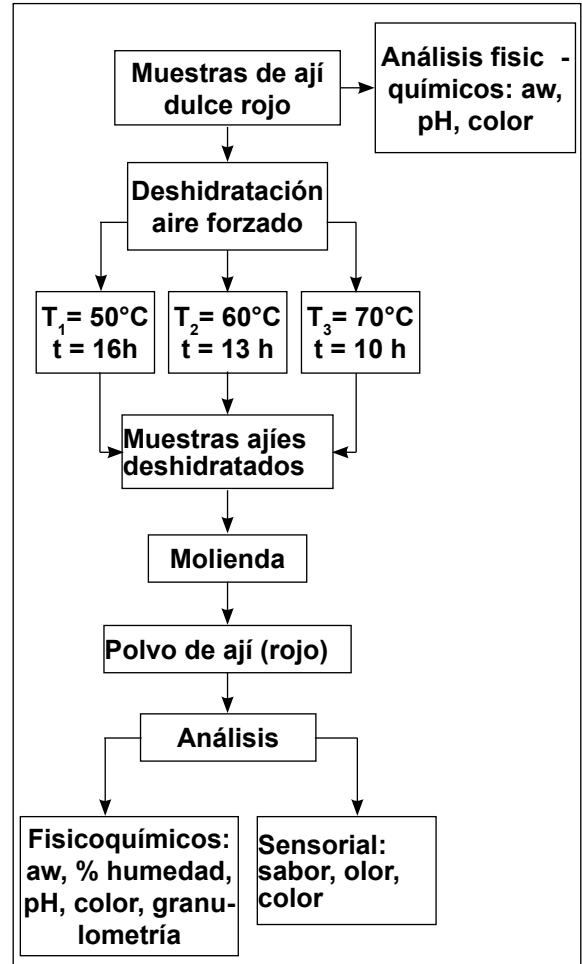 Muestras de ají
dulce rojo
Análisis fisic -
químicos: aw,
pH, color
Deshidratación
aire forzado
T1= 50°C
t = 16h
T2= 60°C
t = 13 h
T3= 70°C
t = 10 h
Muestras ajíes
deshidratados
Molienda
Polvo de ají (rojo)
Análisis
Fisicoquímicos:
aw, % humedad,
pH, color, granu-
lometría
Sensorial:
sabor, olor,
color